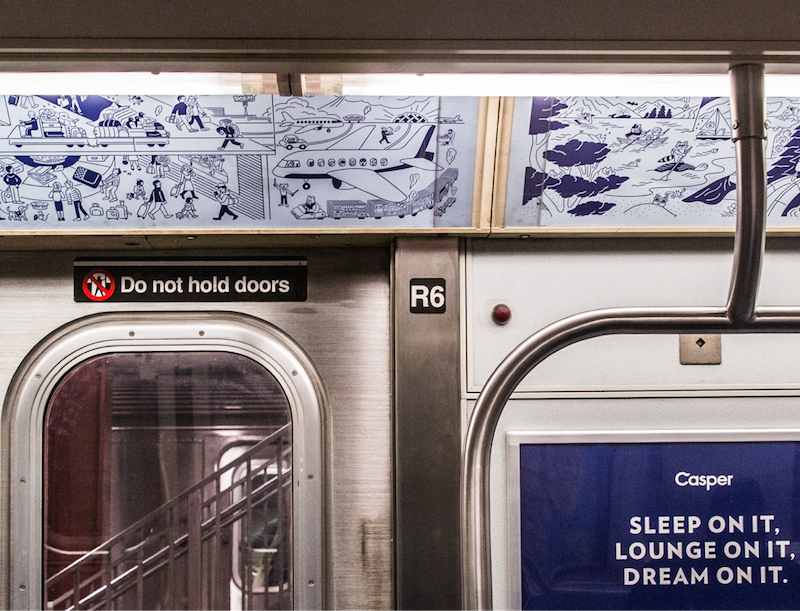 Do not hold doors
R6
Casper
SLEEP ON IT,
LOUNGE ON IT,
DREAM ON IT.